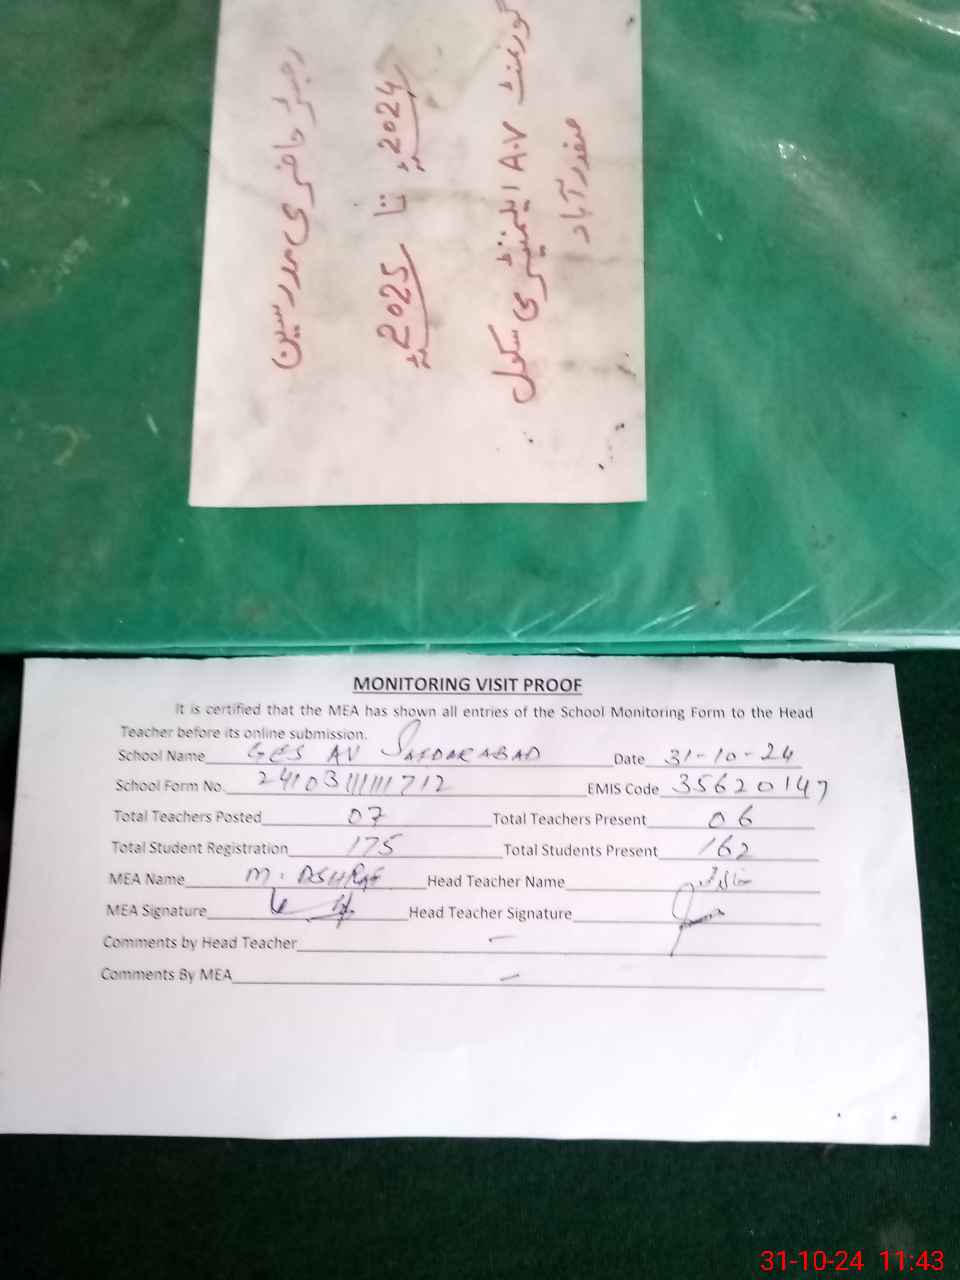 رجسٹر حاضری مدرسین
2024ء تا 2025ء
گورنمنٹ A.V ایلیمنٹری سکول
صفدرآباد
MONITORING VISIT PROOF
It is certified that the MEA has shown all entries of the School Monitoring Form to the Head
Teacher before its online submission.
School Name GES AV SAFDARABAD Date 31-10-24
School Form No. EMIS Code 35620147
Total Teachers Posted 07 Total Teachers Present 06
Total Student Registration 175 Total Students Present 162
MEA Name M. ASHRAF Head Teacher Name
MEA Signature Head Teacher Signature
Comments by Head Teacher —
Comments By MEA —
31-10-24 11:43